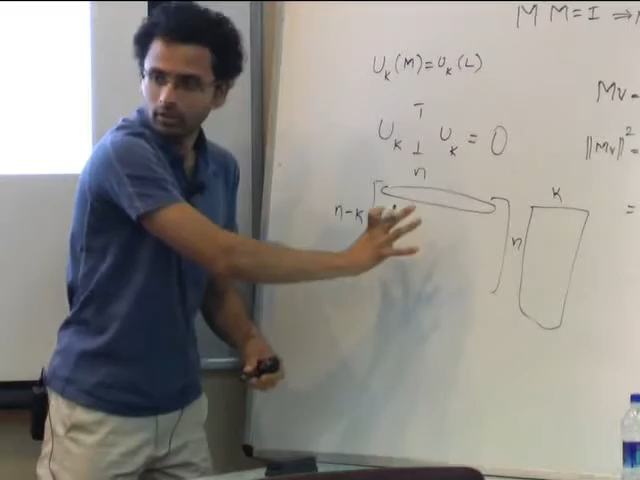 M M = I ⇒
U_k(M) = U_k(L)
Mv
U_k⊥^T U_k = 0
‖Mv‖² =
n
k
n-k
n
=